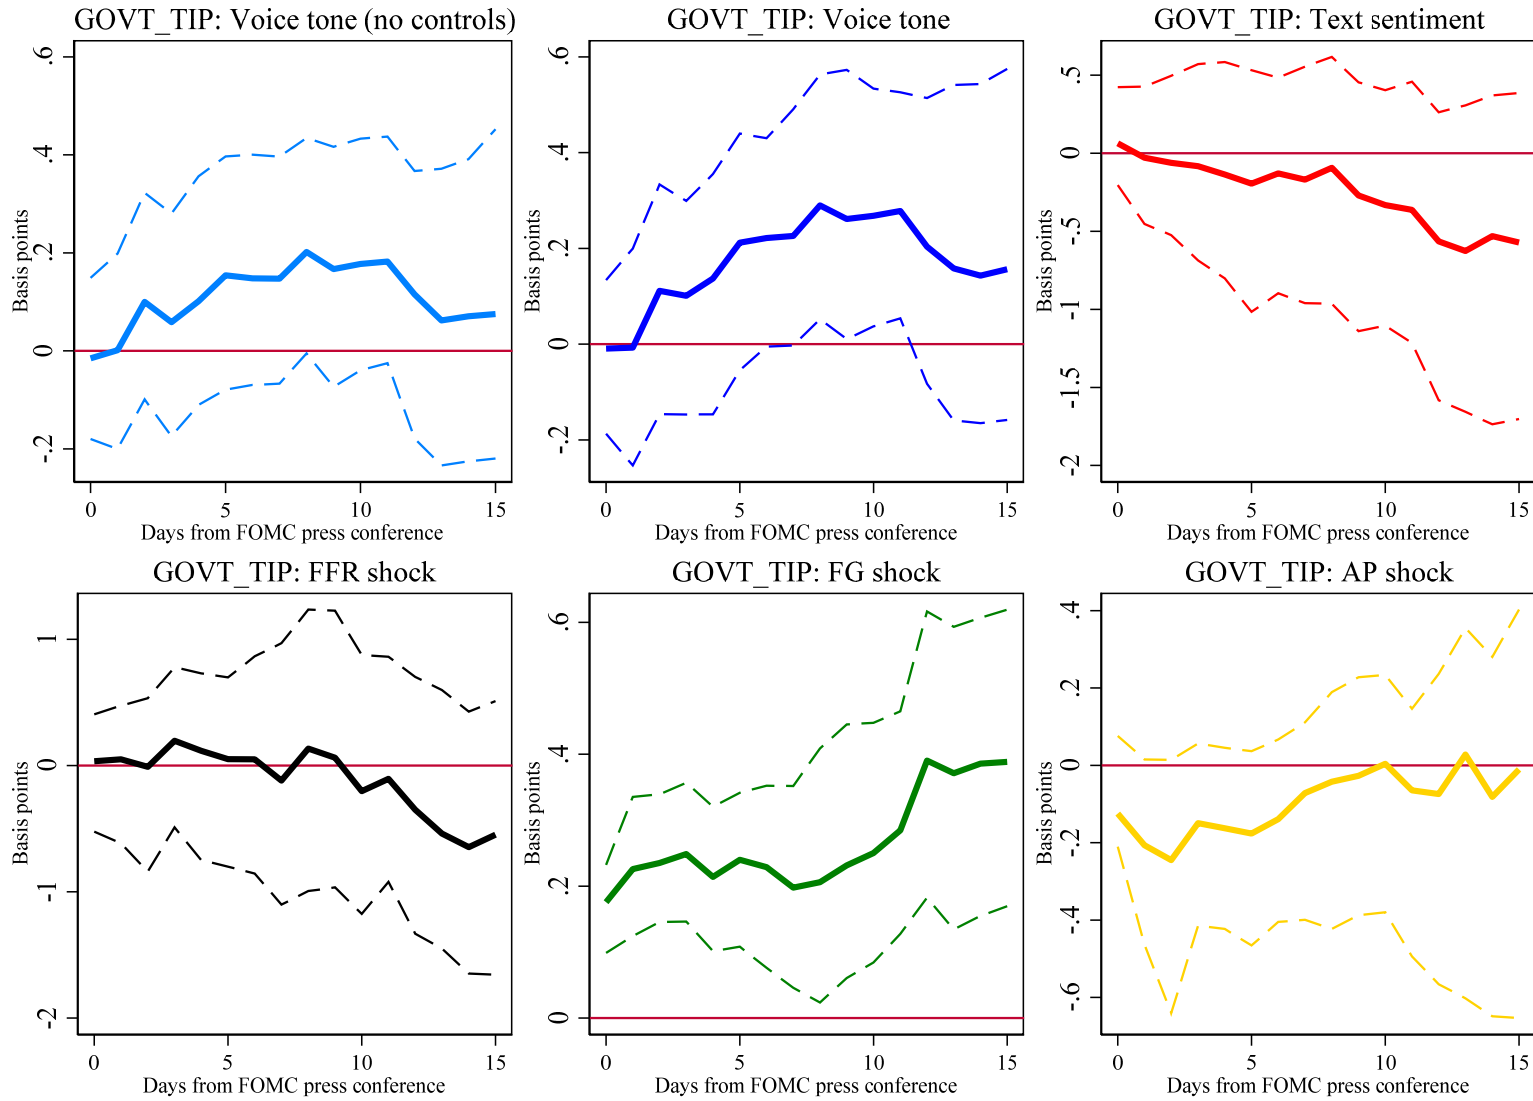 GOVT_TIP: Voice tone (no controls)
Basis points
.6
.4
.2
0
-.2
0 5 10 15
Days from FOMC press conference
GOVT_TIP: Voice tone
Basis points
.6
.4
.2
0
-.2
0 5 10 15
Days from FOMC press conference
GOVT_TIP: Text sentiment
Basis points
.5
0
-.5
-1
-1.5
-2
0 5 10 15
Days from FOMC press conference
GOVT_TIP: FFR shock
Basis points
1
0
-1
-2
0 5 10 15
Days from FOMC press conference
GOVT_TIP: FG shock
Basis points
.6
.4
.2
0
0 5 10 15
Days from FOMC press conference
GOVT_TIP: AP shock
Basis points
.4
.2
0
-.2
-.4
-.6
0 5 10 15
Days from FOMC press conference